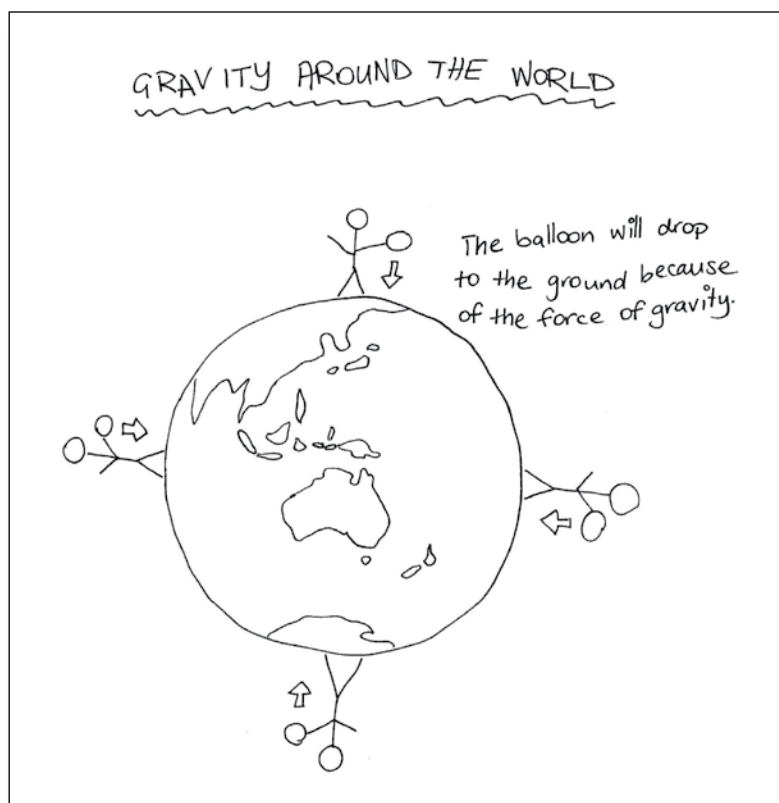 GRAVITY AROUND THE WORLD
The balloon will drop
to the ground because
of the force of gravity.